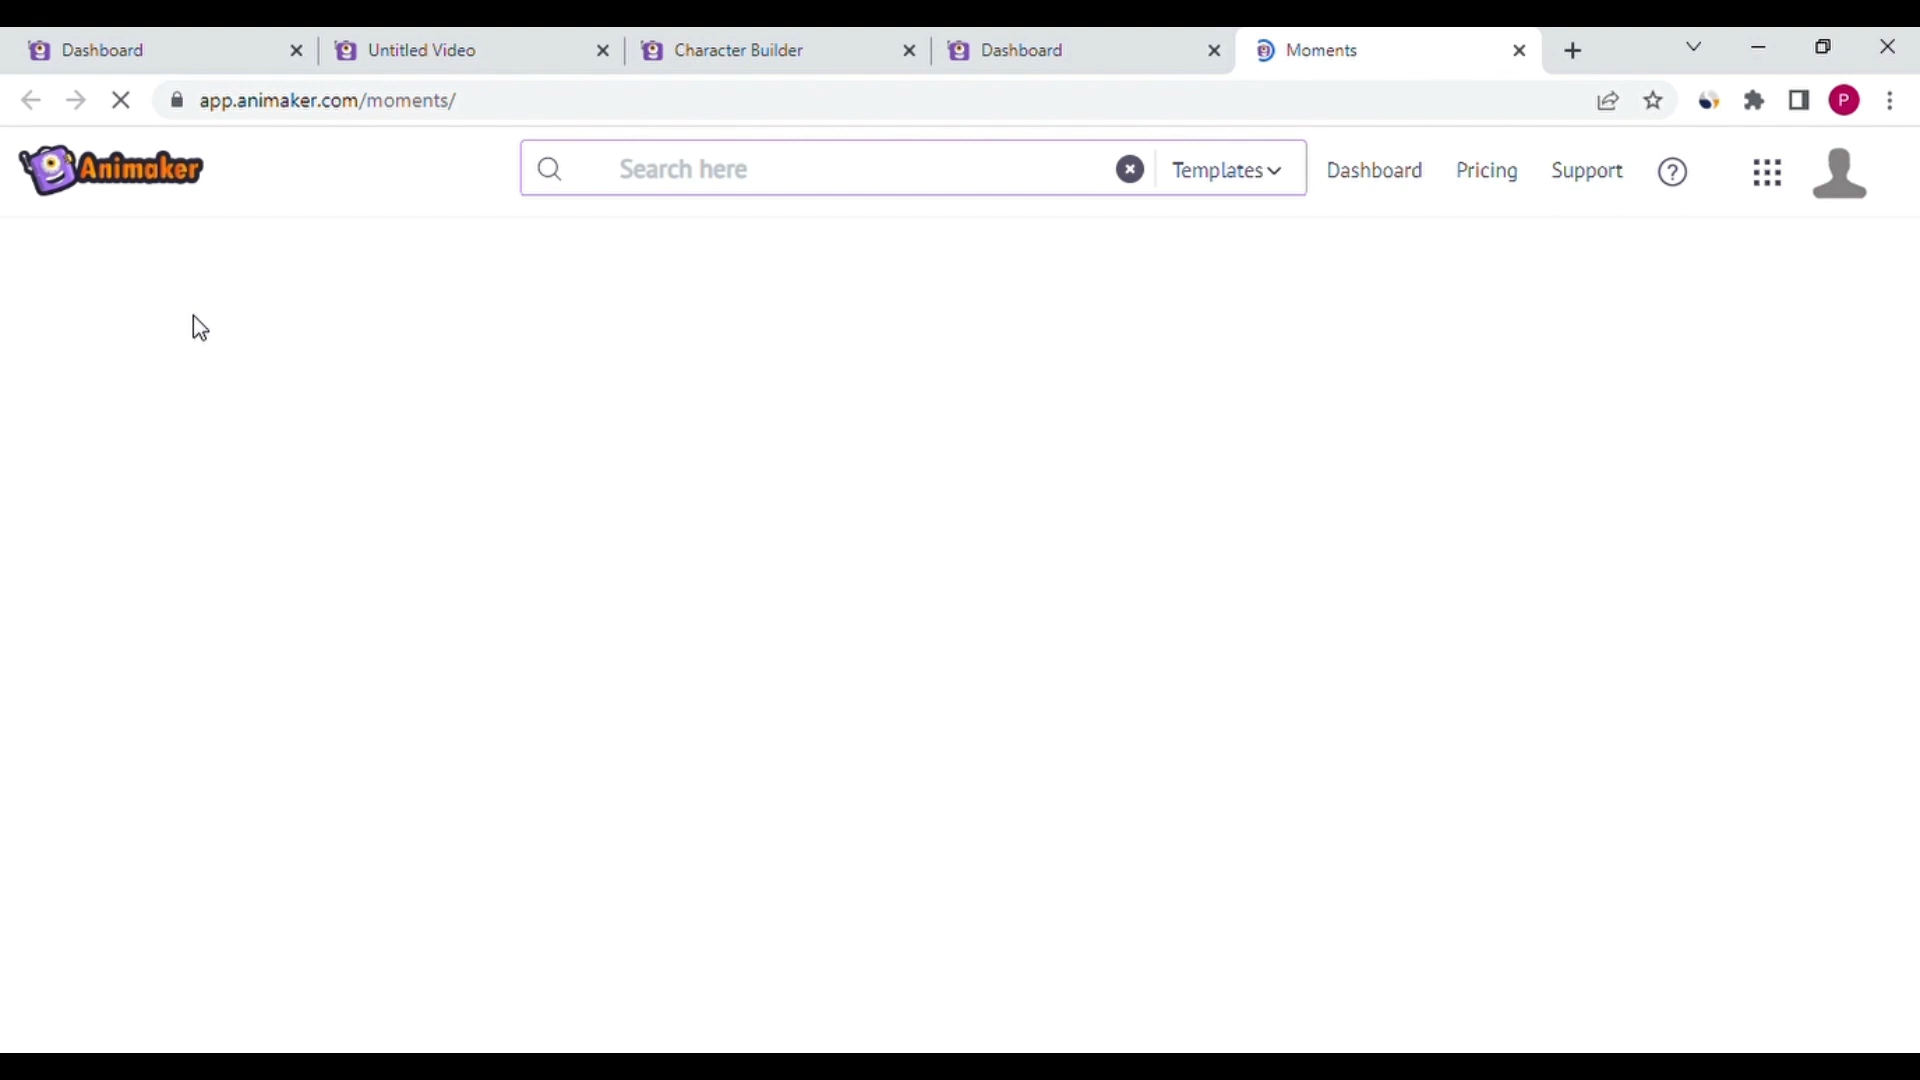 Dashboard
Untitled Video
Character Builder
Dashboard
Moments
app.animaker.com/moments/
P
Animaker
Search here
Templates
Dashboard
Pricing
Support
?